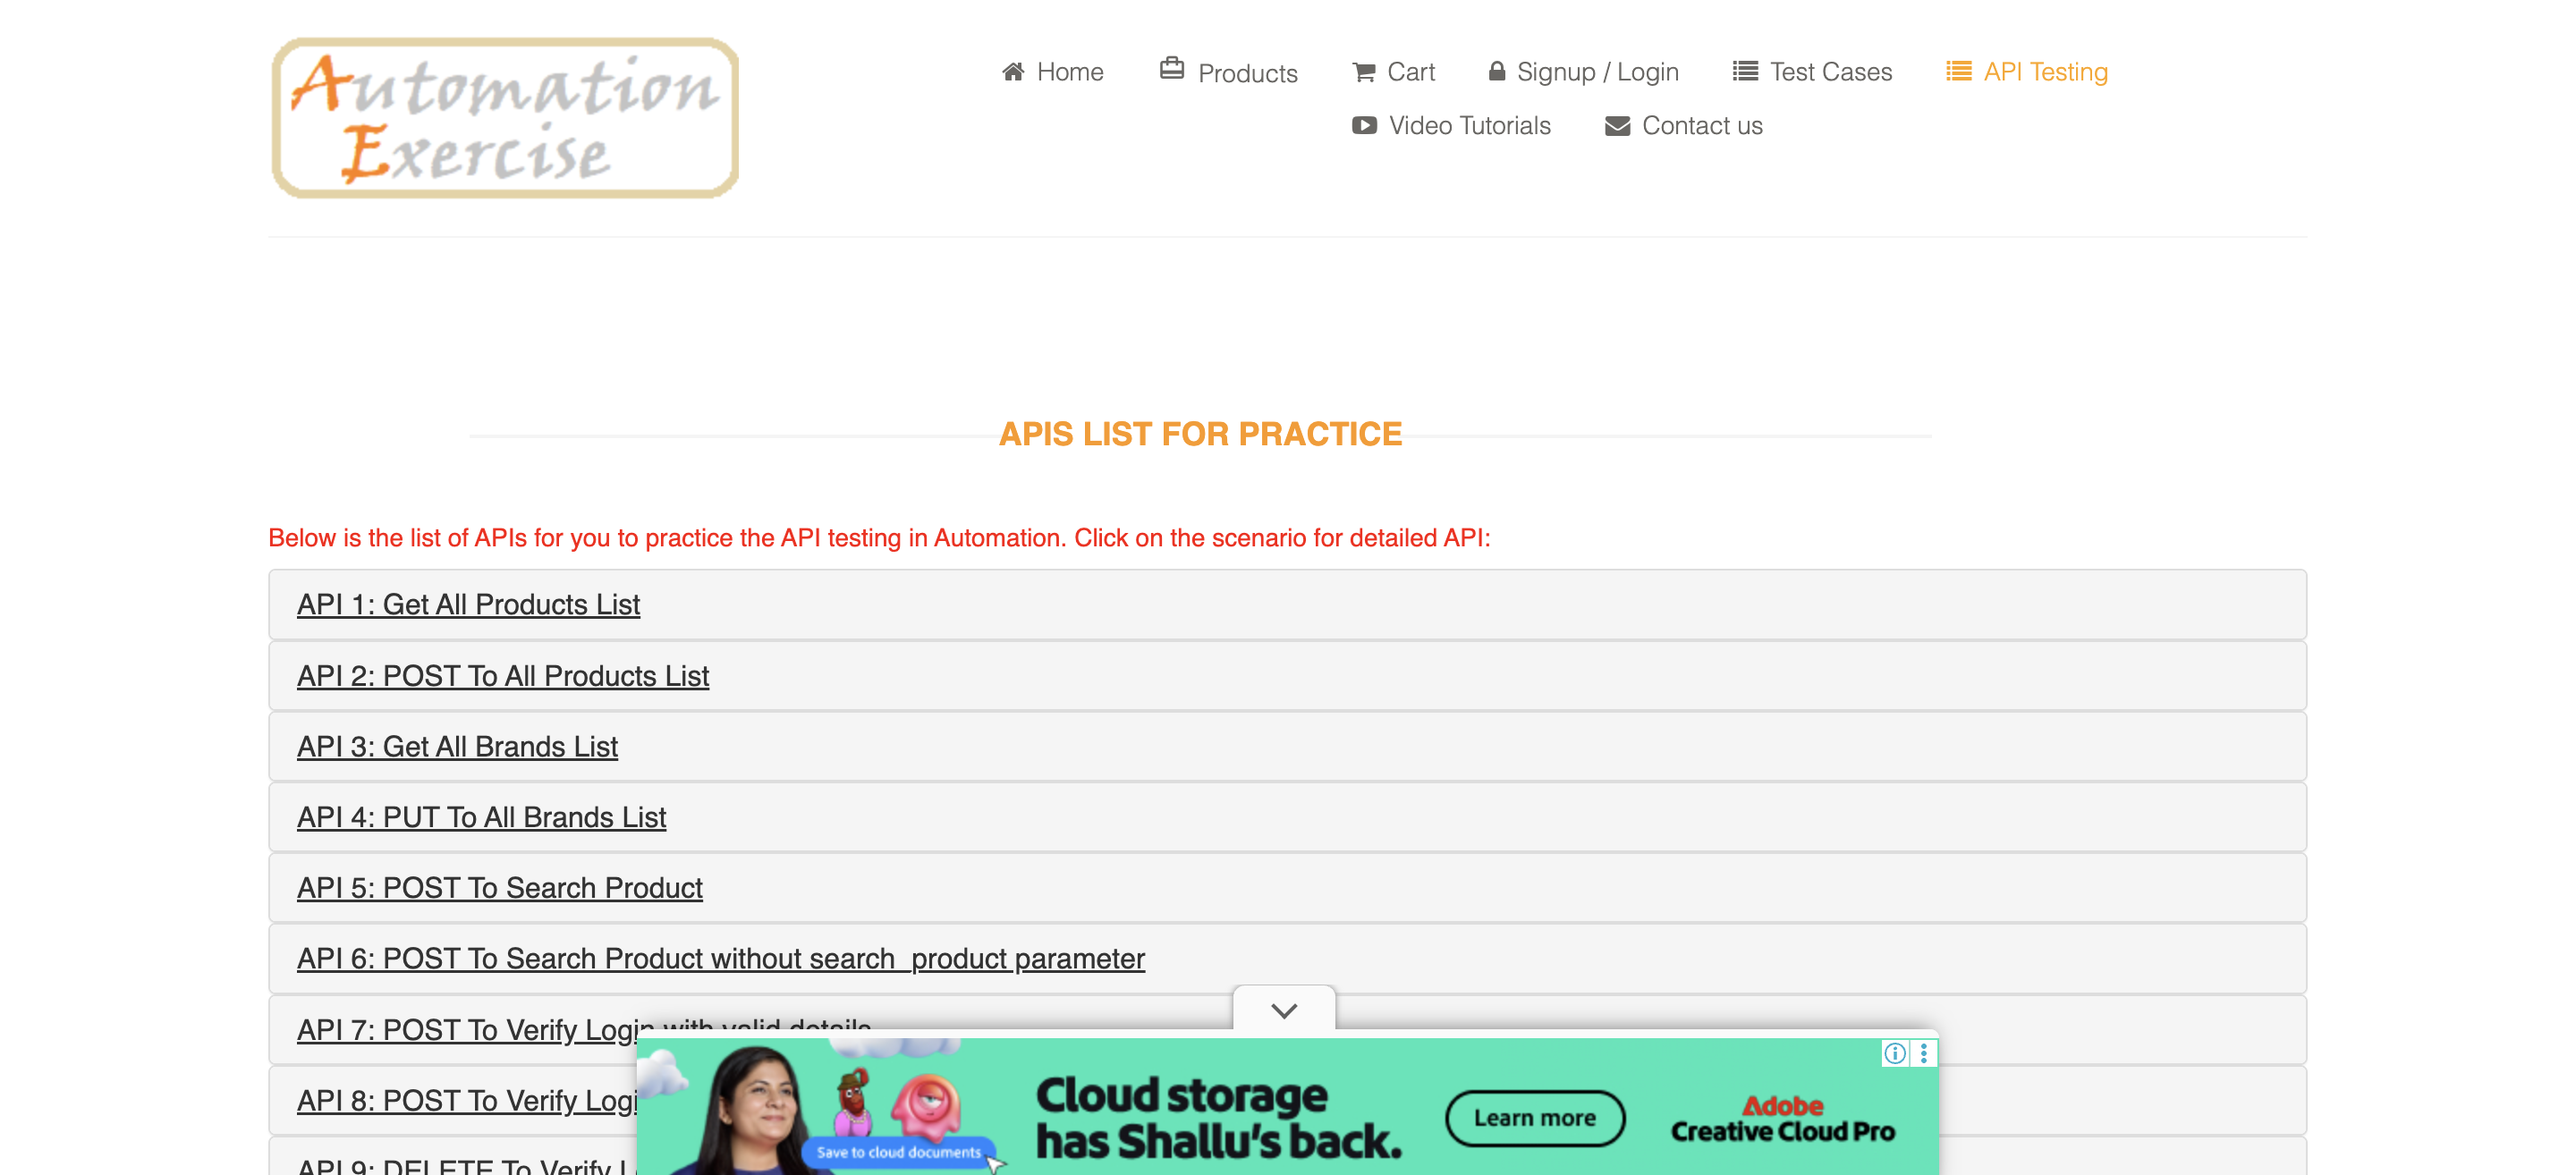 Automation
Exercise
Home
Products
Cart
Signup / Login
Test Cases
API Testing
Video Tutorials
Contact us
APIS LIST FOR PRACTICE
Below is the list of APIs for you to practice the API testing in Automation. Click on the scenario for detailed API:
API 1: Get All Products List
API 2: POST To All Products List
API 3: Get All Brands List
API 4: PUT To All Brands List
API 5: POST To Search Product
API 6: POST To Search Product without search_product parameter
API 7: POST To Verify Login with valid details
API 8: POST To Verify Logi
API 9: DELETE To Verify L
Save to cloud documents
Cloud storage
has Shallu's back.
Learn more
Adobe
Creative Cloud Pro